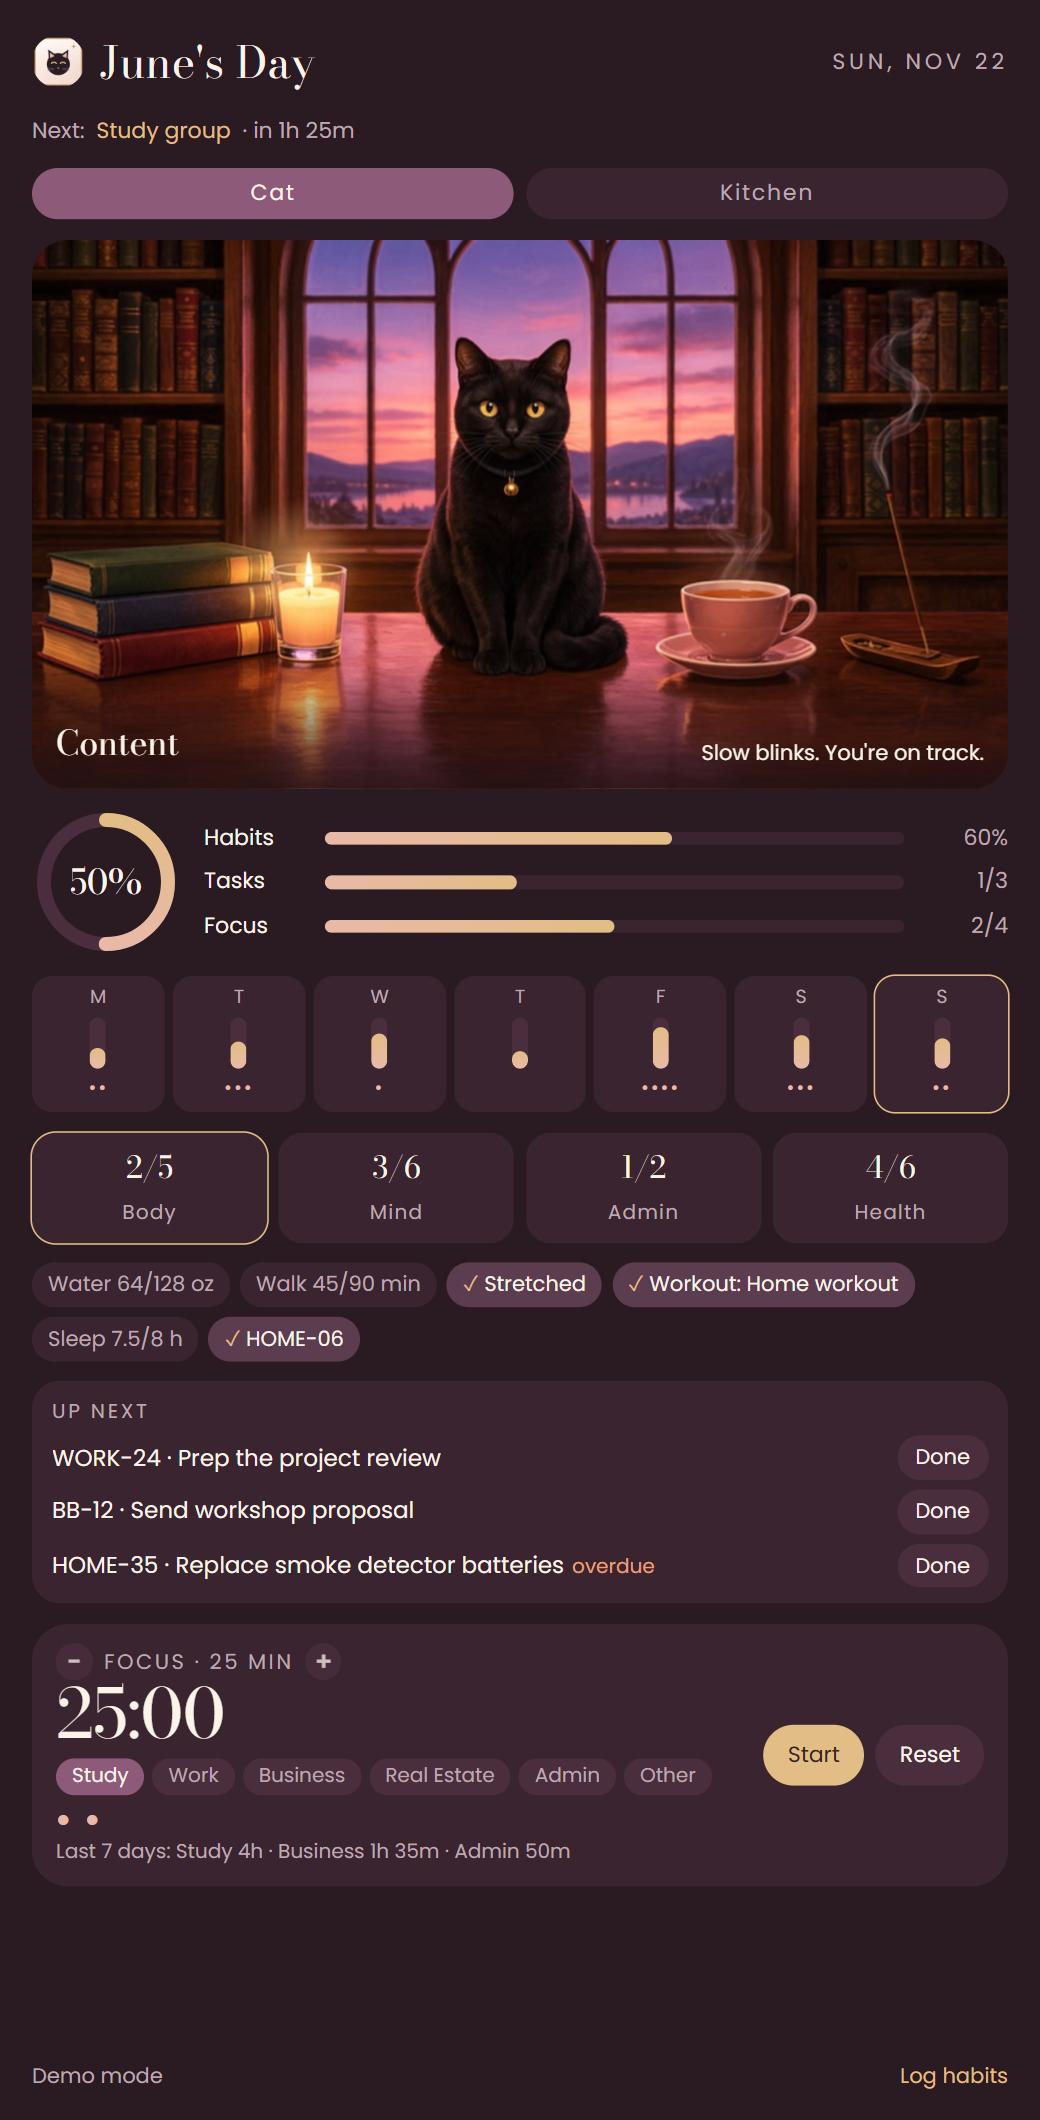 June's Day
SUN, NOV 22
Next: Study group · in 1h 25m
Cat
Kitchen
Content
Slow blinks. You're on track.
50%
Habits 60%
Tasks 1/3
Focus 2/4
M T W T F S S
2/5 3/6 1/2 4/6
Body Mind Admin Health
Water 64/128 oz Walk 45/90 min ✓ Stretched ✓ Workout: Home workout
Sleep 7.5/8 h ✓ HOME-06
UP NEXT
WORK-24 · Prep the project review Done
BB-12 · Send workshop proposal Done
HOME-35 · Replace smoke detector batteries overdue Done
− FOCUS · 25 MIN +
25:00
Start Reset
Study Work Business Real Estate Admin Other
Last 7 days: Study 4h · Business 1h 35m · Admin 50m
Demo mode
Log habits